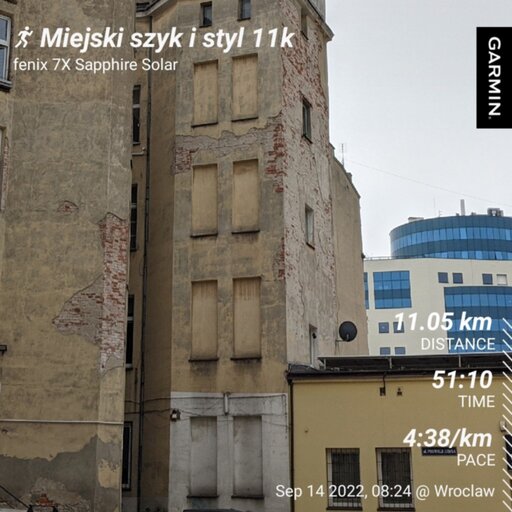 Miejski szyk i styl 11k
fenix 7X Sapphire Solar
GARMIN
11.05 km
DISTANCE
51:10
TIME
4:38/km
PACE
Sep 14 2022, 08:24 @ Wroclaw